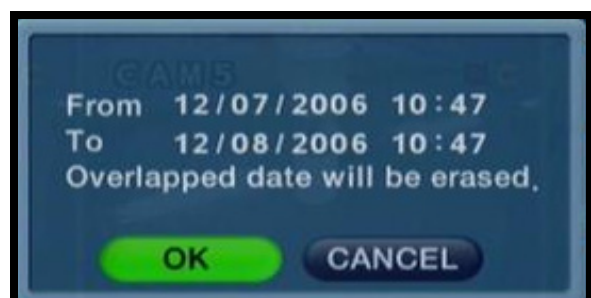 CAM5
From 12/07/2006 10:47
To 12/08/2006 10:47
Overlapped date will be erased.
OK CANCEL